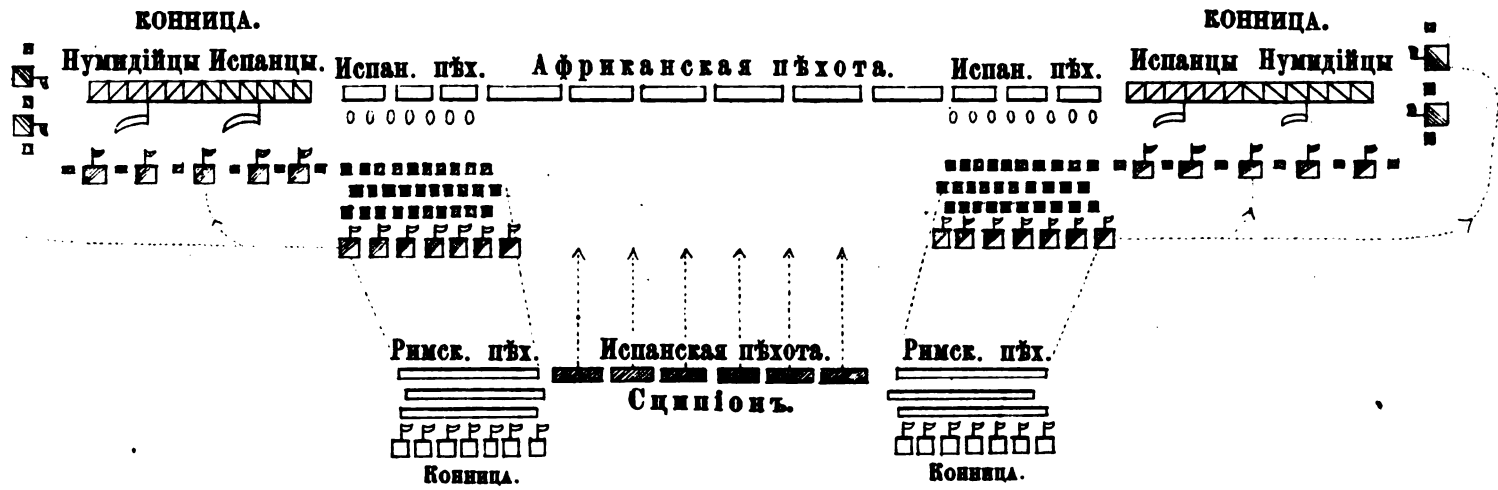 КОННИЦА.
КОННИЦА.
Нумидійцы Испанцы.
Испан. пѣх.
Африканская пѣхота.
Испан. пѣх.
Испанцы Нумидійцы
Римск. пѣх.
Испанская пѣхота.
Римск. пѣх.
Сципіонъ.
Конница.
Конница.